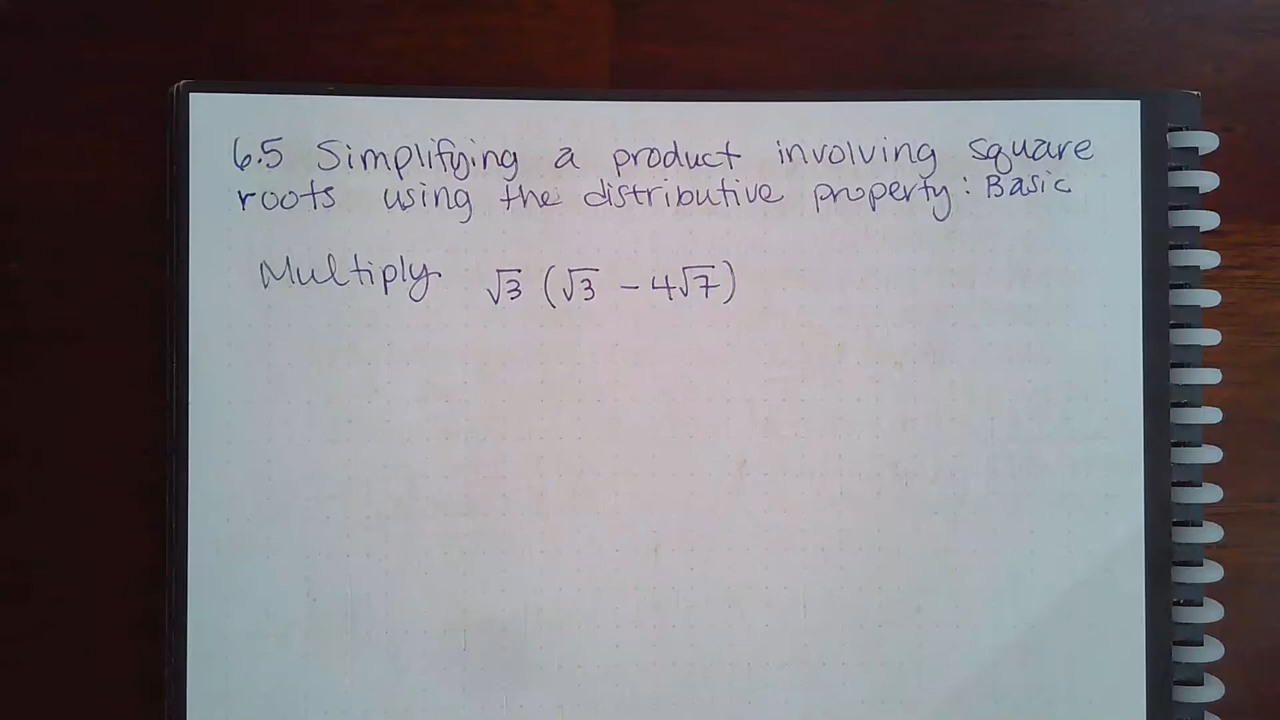 6.5 Simplifying a product involving square
roots using the distributive property: Basic
Multiply √3 (√3 - 4√7)